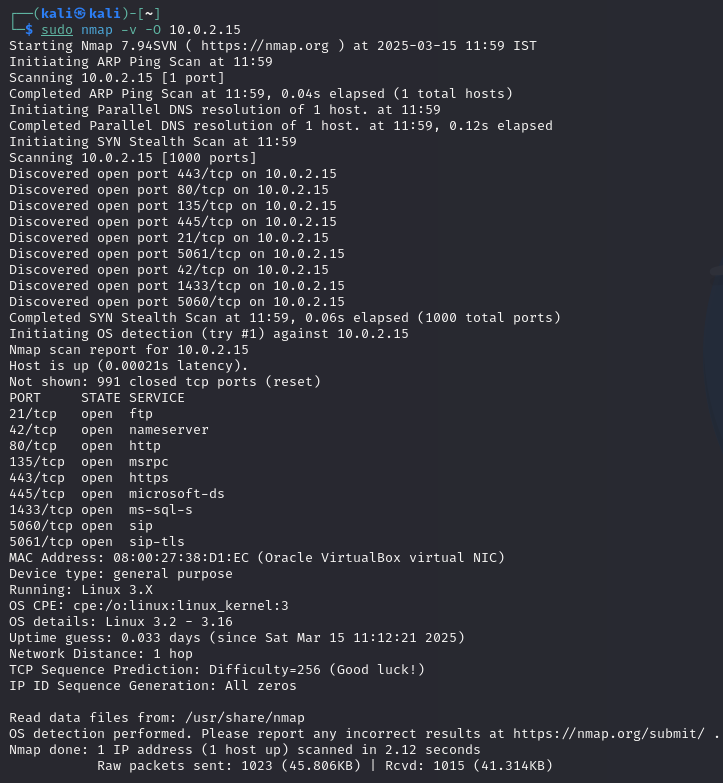 ┌──(kali㉿kali)-[~]
└─$ sudo nmap -v -O 10.0.2.15
Starting Nmap 7.94SVN ( https://nmap.org ) at 2025-03-15 11:59 IST
Initiating ARP Ping Scan at 11:59
Scanning 10.0.2.15 [1 port]
Completed ARP Ping Scan at 11:59, 0.04s elapsed (1 total hosts)
Initiating Parallel DNS resolution of 1 host. at 11:59
Completed Parallel DNS resolution of 1 host. at 11:59, 0.12s elapsed
Initiating SYN Stealth Scan at 11:59
Scanning 10.0.2.15 [1000 ports]
Discovered open port 443/tcp on 10.0.2.15
Discovered open port 80/tcp on 10.0.2.15
Discovered open port 135/tcp on 10.0.2.15
Discovered open port 445/tcp on 10.0.2.15
Discovered open port 21/tcp on 10.0.2.15
Discovered open port 5061/tcp on 10.0.2.15
Discovered open port 42/tcp on 10.0.2.15
Discovered open port 1433/tcp on 10.0.2.15
Discovered open port 5060/tcp on 10.0.2.15
Completed SYN Stealth Scan at 11:59, 0.06s elapsed (1000 total ports)
Initiating OS detection (try #1) against 10.0.2.15
Nmap scan report for 10.0.2.15
Host is up (0.00021s latency).
Not shown: 991 closed tcp ports (reset)
PORT     STATE SERVICE
21/tcp   open  ftp
42/tcp   open  nameserver
80/tcp   open  http
135/tcp  open  msrpc
443/tcp  open  https
445/tcp  open  microsoft-ds
1433/tcp open  ms-sql-s
5060/tcp open  sip
5061/tcp open  sip-tls
MAC Address: 08:00:27:38:D1:EC (Oracle VirtualBox virtual NIC)
Device type: general purpose
Running: Linux 3.X
OS CPE: cpe:/o:linux:linux_kernel:3
OS details: Linux 3.2 - 3.16
Uptime guess: 0.033 days (since Sat Mar 15 11:12:21 2025)
Network Distance: 1 hop
TCP Sequence Prediction: Difficulty=256 (Good luck!)
IP ID Sequence Generation: All zeros

Read data files from: /usr/share/nmap
OS detection performed. Please report any incorrect results at https://nmap.org/submit/ .
Nmap done: 1 IP address (1 host up) scanned in 2.12 seconds
           Raw packets sent: 1023 (45.806KB) | Rcvd: 1015 (41.314KB)